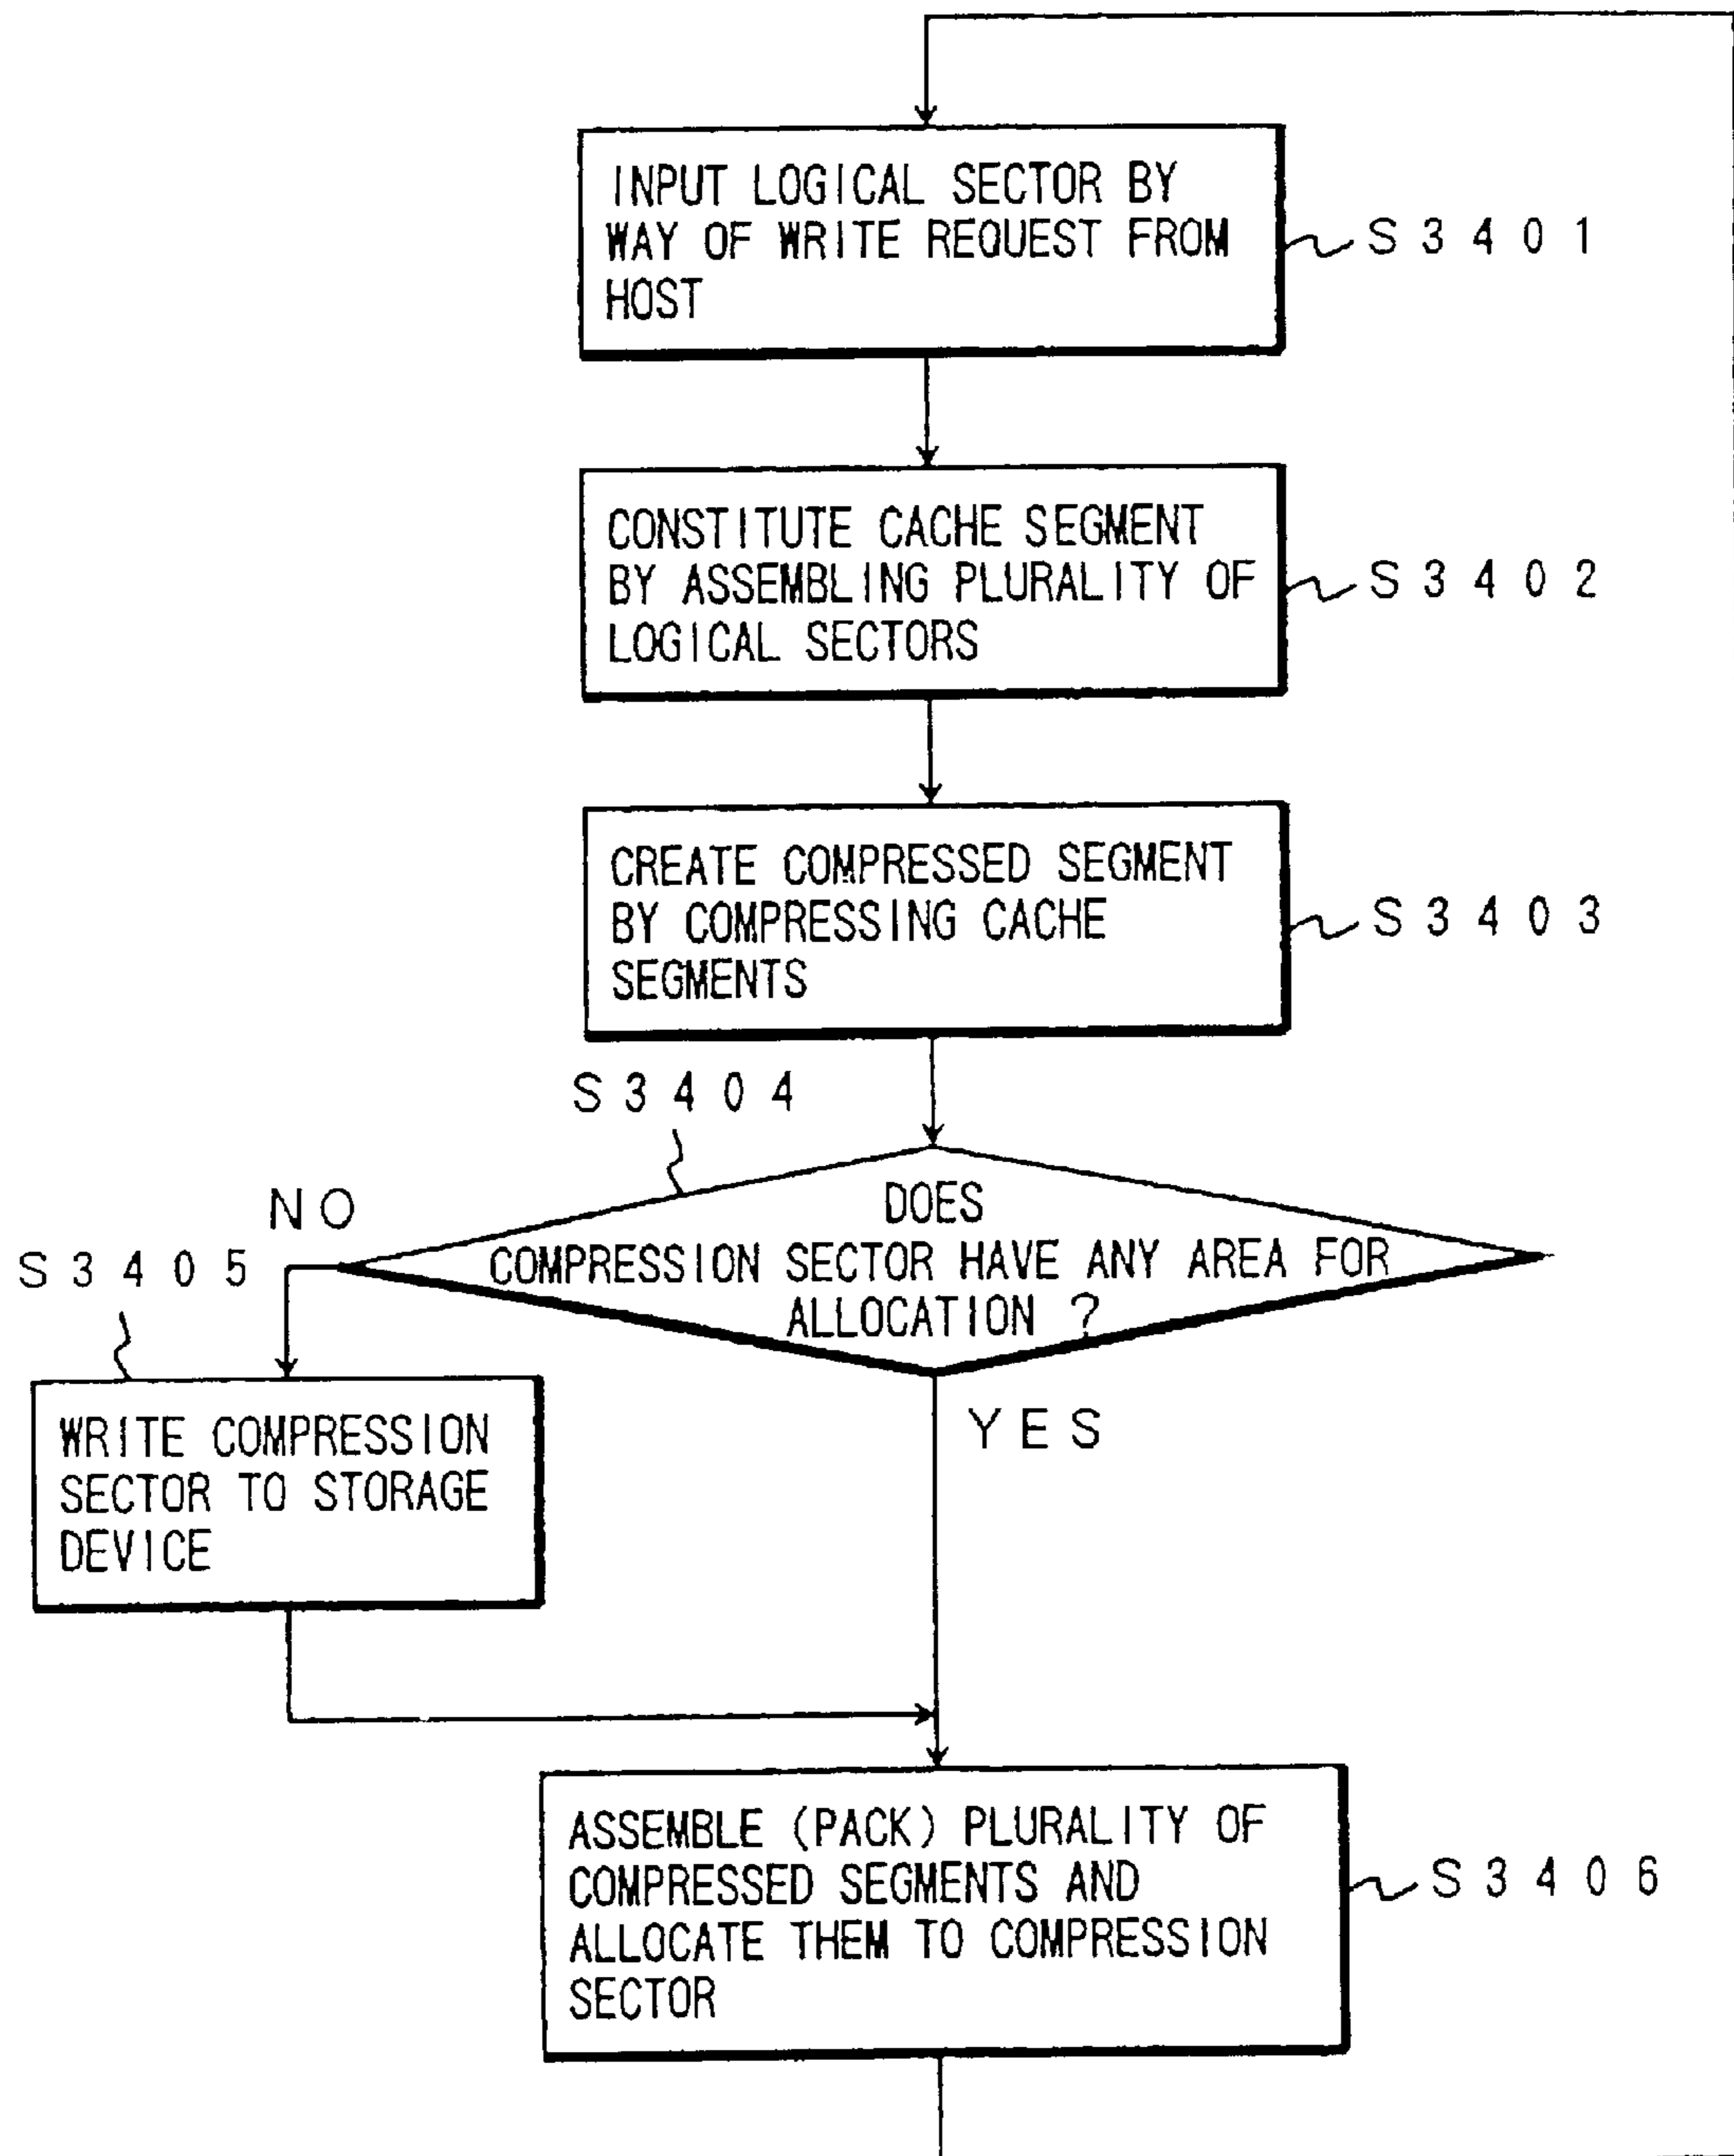 INPUT LOGICAL SECTOR BY
WAY OF WRITE REQUEST FROM
HOST
S3401
CONSTITUTE CACHE SEGMENT
BY ASSEMBLING PLURALITY OF
LOGICAL SECTORS
S3402
CREATE COMPRESSED SEGMENT
BY COMPRESSING CACHE
SEGMENTS
S3403
S3404
NO
DOES
COMPRESSION SECTOR HAVE ANY AREA FOR
ALLOCATION ?
S3405
WRITE COMPRESSION
SECTOR TO STORAGE
DEVICE
YES
ASSEMBLE (PACK) PLURALITY OF
COMPRESSED SEGMENTS AND
ALLOCATE THEM TO COMPRESSION
SECTOR
S3406